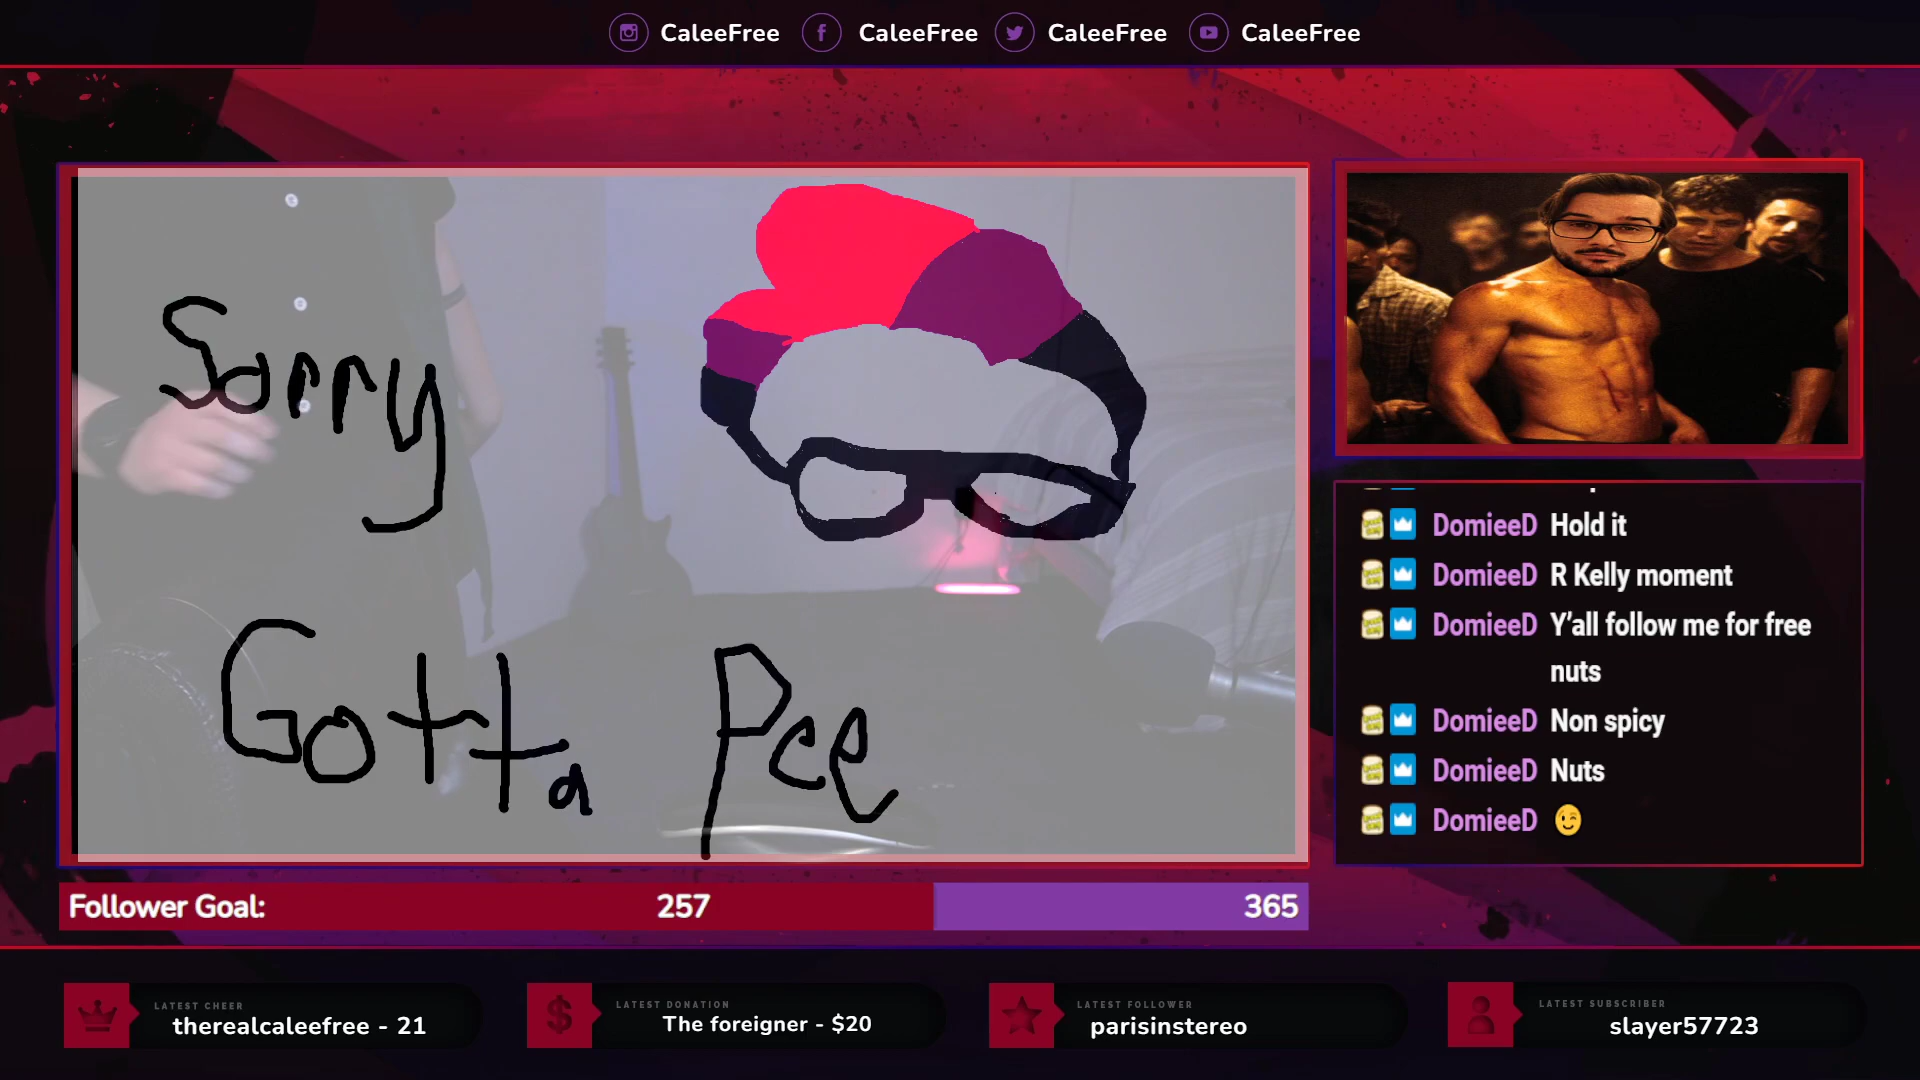 CaleeFree CaleeFree CaleeFree CaleeFree
Sorry
Gotta Pee
DomieeD Hold it
DomieeD R Kelly moment
DomieeD Y'all follow me for free
nuts
DomieeD Non spicy
DomieeD Nuts
DomieeD 😉
Follower Goal: 257 365
LATEST CHEER
therealcaleefree - 21
LATEST DONATION
The foreigner - $20
LATEST FOLLOWER
parisinstereo
LATEST SUBSCRIBER
slayer57723